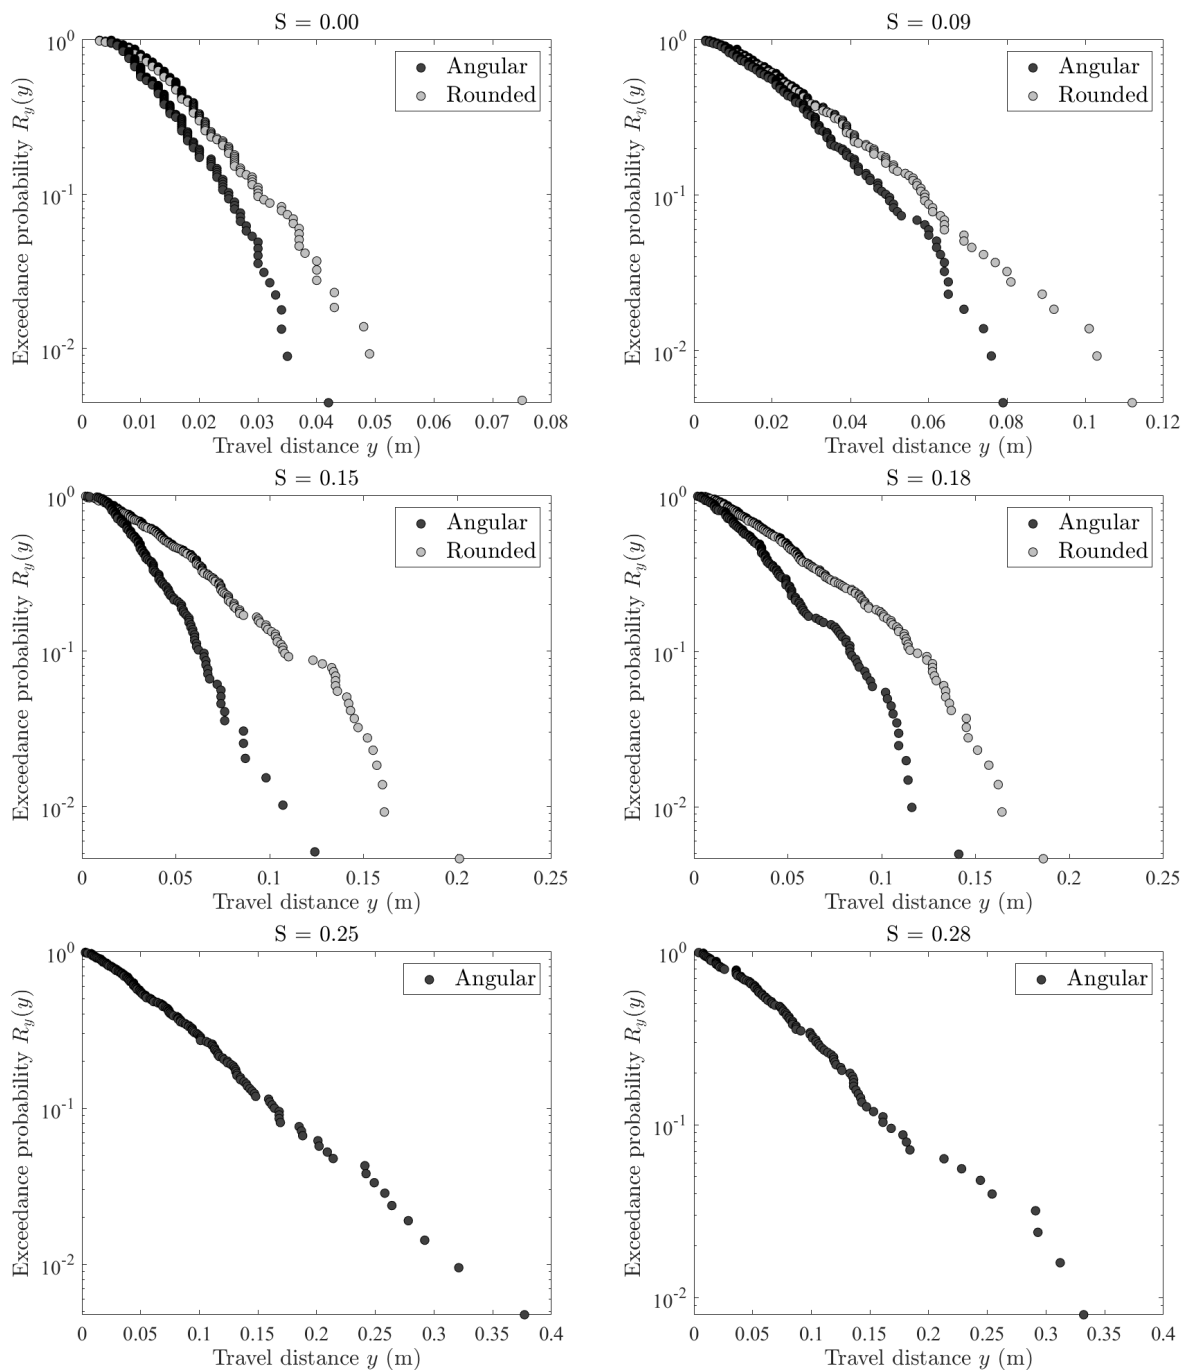 S = 0.00
Exceedance probability R_y(y)
10^0
10^-1
10^-2
Angular
Rounded
0 0.01 0.02 0.03 0.04 0.05 0.06 0.07 0.08
Travel distance y (m)
S = 0.09
Exceedance probability R_y(y)
10^0
10^-1
10^-2
Angular
Rounded
0 0.02 0.04 0.06 0.08 0.1 0.12
Travel distance y (m)
S = 0.15
Exceedance probability R_y(y)
10^0
10^-1
10^-2
Angular
Rounded
0 0.05 0.1 0.15 0.2 0.25
Travel distance y (m)
S = 0.18
Exceedance probability R_y(y)
10^0
10^-1
10^-2
Angular
Rounded
0 0.05 0.1 0.15 0.2 0.25
Travel distance y (m)
S = 0.25
Exceedance probability R_y(y)
10^0
10^-1
10^-2
Angular
0 0.05 0.1 0.15 0.2 0.25 0.3 0.35 0.4
Travel distance y (m)
S = 0.28
Exceedance probability R_y(y)
10^0
10^-1
10^-2
Angular
0 0.05 0.1 0.15 0.2 0.25 0.3 0.35 0.4
Travel distance y (m)